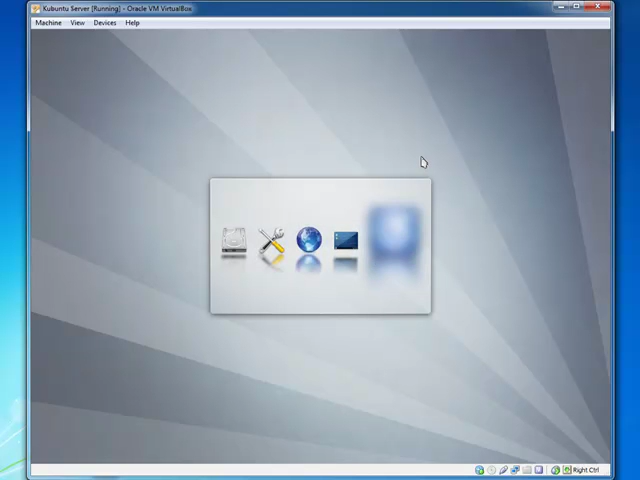 Kubuntu Server [Running] - Oracle VM VirtualBox
Machine View Devices Help
Right Ctrl